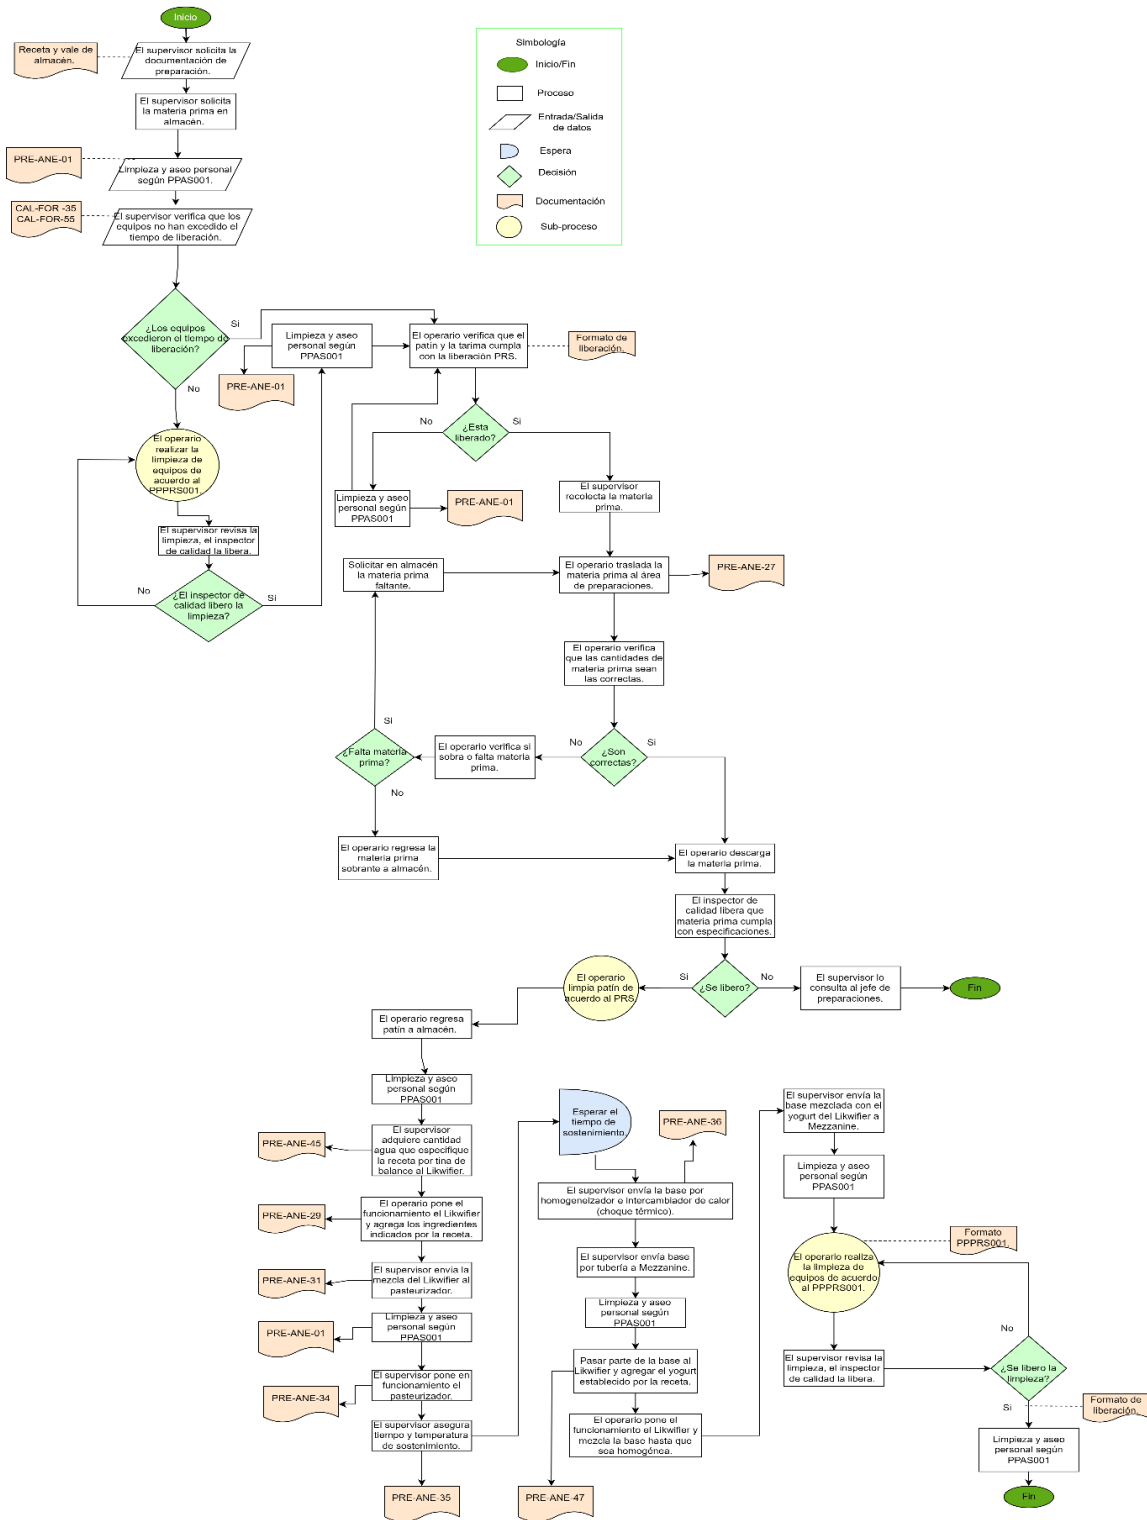 Inicio
Receta y vale de
almacén.
El supervisor solicita la
documentación de
preparación.
El supervisor solicita
la materia prima en
almacén.
PRE-ANE-01
Limpieza y aseo personal
según PPAS001.
CAL-FOR -35
CAL-FOR-55
El supervisor verifica que los
equipos no han excedido el
tiempo de liberación.
Simbología
Inicio/Fin
Proceso
Entrada/Salida
de datos
Espera
Decisión
Documentación
Sub-proceso
¿Los equipos
excedieron el tiempo de
liberación?
Si
No
Limpieza y aseo
personal según
PPAS001
PRE-ANE-01
El operario verifica que el
patín y la tarima cumpla
con la liberación PRS.
Formato de
liberación.
¿Esta
liberado?
No
Si
Limpieza y aseo
personal según
PPAS001
PRE-ANE-01
El supervisor
recolecta la materia
prima.
El operario
realizar la
limpieza de
equipos de
acuerdo al
PPPRS001.
El supervisor revisa la
limpieza, el inspector
de calidad la libera.
¿El inspector de
calidad libero la
limpieza?
No
Si
Solicitar en almacén
la materia prima
faltante.
El operario traslada la
materia prima al área de
preparaciones.
PRE-ANE-27
El operario verifica
que las cantidades de
materia prima sean
las correctas.
¿Son
correctas?
No
Si
El operario verifica si
sobra o falta materia
prima.
¿Falta materia
prima?
Si
No
El operario regresa la
materia prima
sobrante a almacén.
El operario descarga
la materia prima.
El inspector de
calidad libera que
materia prima cumpla
con especificaciones.
¿Se libero?
Si
No
El supervisor lo
consulta al jefe de
preparaciones.
Fin
El operario
limpia patín de
acuerdo al PRS.
El operario regresa
patín a almacén.
Limpieza y aseo
personal según
PPAS001
El supervisor
adquiere cantidad
agua que especifique
la receta por tina de
balance al Likwifier.
PRE-ANE-45
El operario pone el
funcionamiento el Likwifier
y agrega los ingredientes
indicados por la receta.
PRE-ANE-29
El supervisor envía la
mezcla del Likwifier al
pasteurizador.
PRE-ANE-31
Limpieza y aseo
personal según
PPAS001
PRE-ANE-01
El supervisor pone en
funcionamiento el
pasteurizador.
PRE-ANE-34
El supervisor asegura
tiempo y temperatura
de sostenimiento.
PRE-ANE-35
Esperar el
tiempo de
sostenimiento.
PRE-ANE-36
El supervisor envía la base por
homogeneizador e intercambiador de calor
(choque térmico).
El supervisor envía base
por tubería a Mezzanine.
Limpieza y aseo
personal según
PPAS001
Pasar parte de la base al
Likwifier y agregar el yogurt
establecido por la receta.
El operario pone el
funcionamiento el Likwifier y
mezcla la base hasta que
sea homogénea.
PRE-ANE-47
El supervisor envía la
base mezclada con el
yogurt del Likwifier a
Mezzanine.
Limpieza y aseo
personal según
PPAS001
Formato
PPPRS001.
El operario realiza
la limpieza de
equipos de acuerdo
al PPPRS001.
El supervisor revisa la
limpieza, el inspector
de calidad la libera.
¿Se libero la
limpieza?
No
Si
Formato de
liberación.
Limpieza y aseo
personal según
PPAS001
Fin